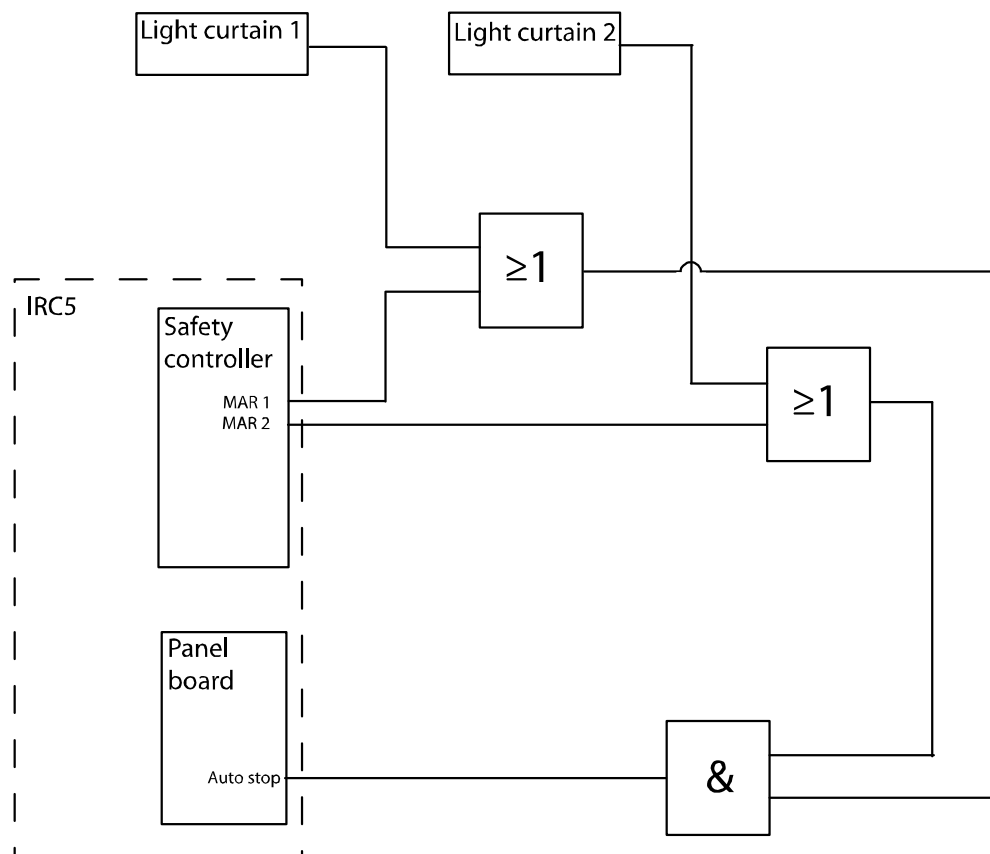 Light curtain 1
Light curtain 2
≥1
IRC5
Safety
controller
MAR 1
MAR 2
≥1
Panel
board
Auto stop
&